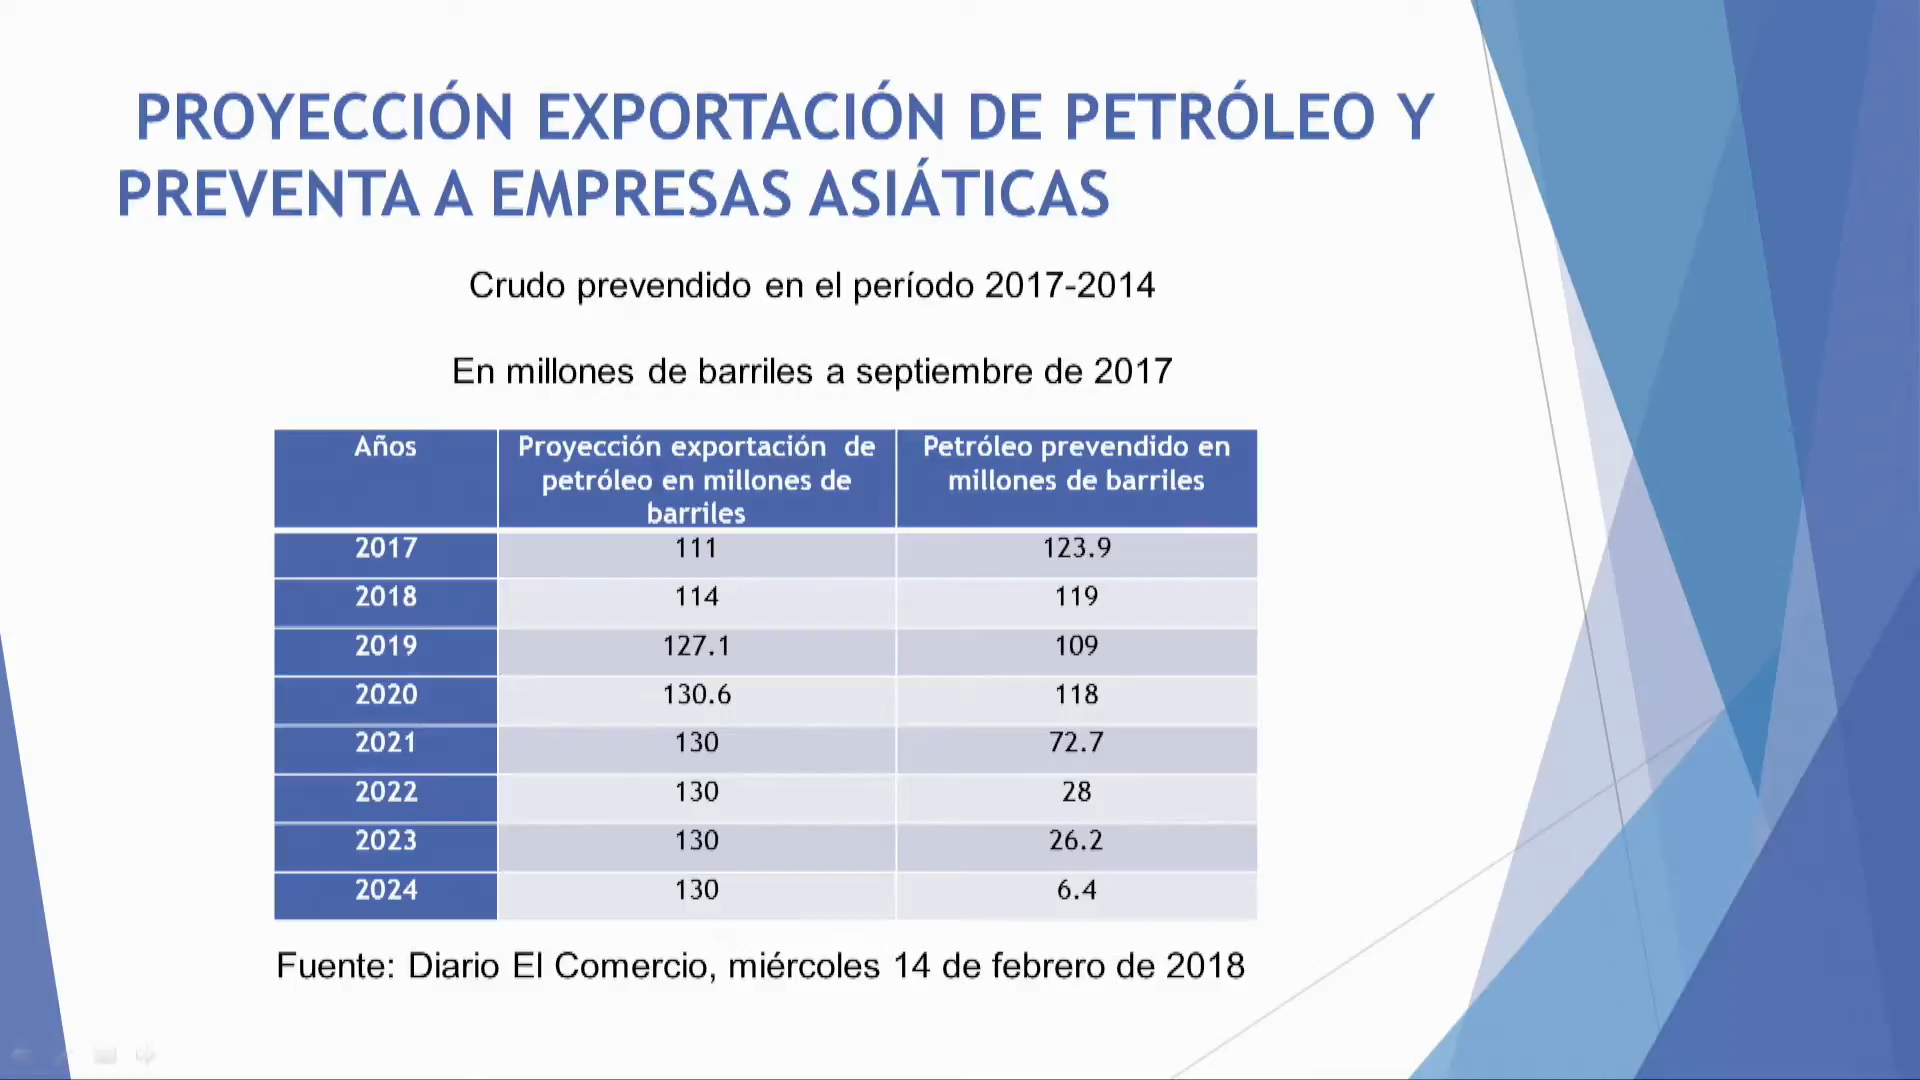 PROYECCIÓN EXPORTACIÓN DE PETRÓLEO Y
PREVENTA A EMPRESAS ASIÁTICAS
Crudo prevendido en el período 2017-2014
En millones de barriles a septiembre de 2017
Años
Proyección exportación de
petróleo en millones de
barriles
Petróleo prevendido en
millones de barriles
2017 111 123.9
2018 114 119
2019 127.1 109
2020 130.6 118
2021 130 72.7
2022 130 28
2023 130 26.2
2024 130 6.4
Fuente: Diario El Comercio, miércoles 14 de febrero de 2018